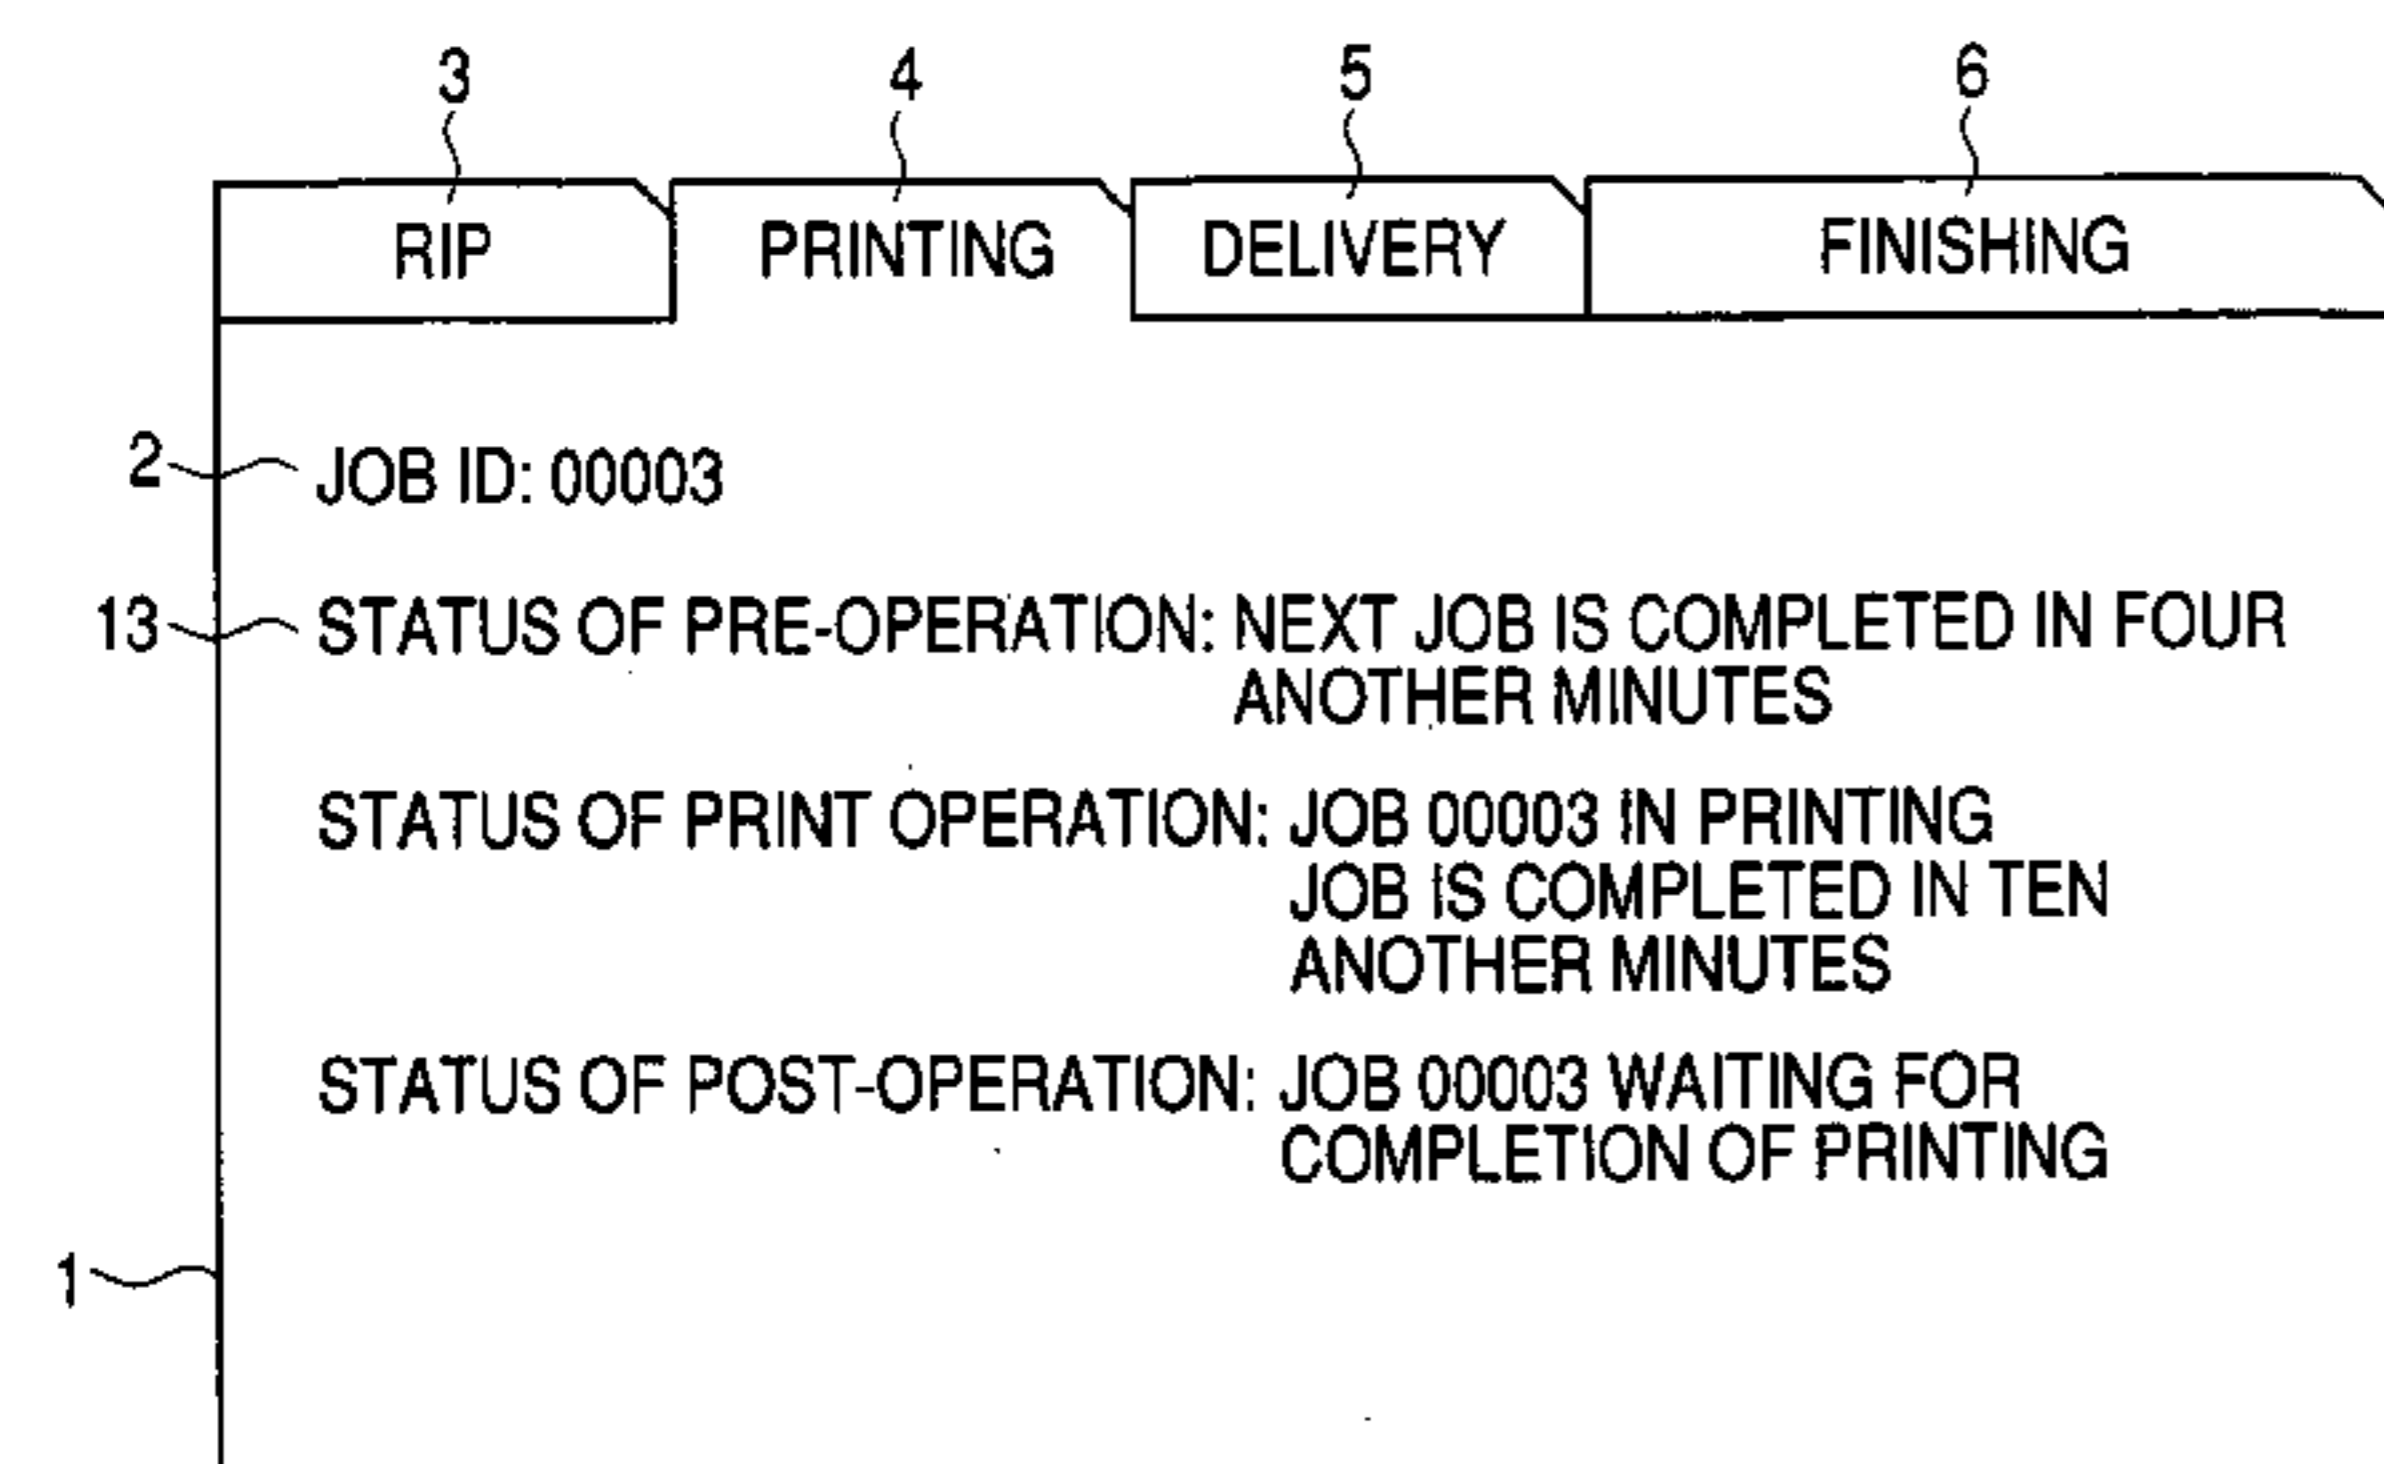 3 4 5 6
RIP PRINTING DELIVERY FINISHING
2 JOB ID: 00003
13 STATUS OF PRE-OPERATION: NEXT JOB IS COMPLETED IN FOUR
ANOTHER MINUTES
STATUS OF PRINT OPERATION: JOB 00003 IN PRINTING
JOB IS COMPLETED IN TEN
ANOTHER MINUTES
STATUS OF POST-OPERATION: JOB 00003 WAITING FOR
COMPLETION OF PRINTING
1